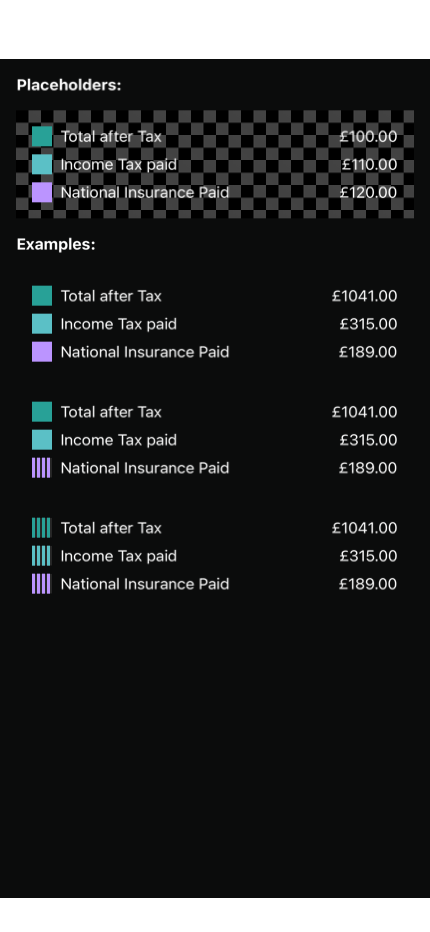 Placeholders:
Total after Tax £100.00
Income Tax paid £110.00
National Insurance Paid £120.00
Examples:
Total after Tax £1041.00
Income Tax paid £315.00
National Insurance Paid £189.00
Total after Tax £1041.00
Income Tax paid £315.00
National Insurance Paid £189.00
Total after Tax £1041.00
Income Tax paid £315.00
National Insurance Paid £189.00